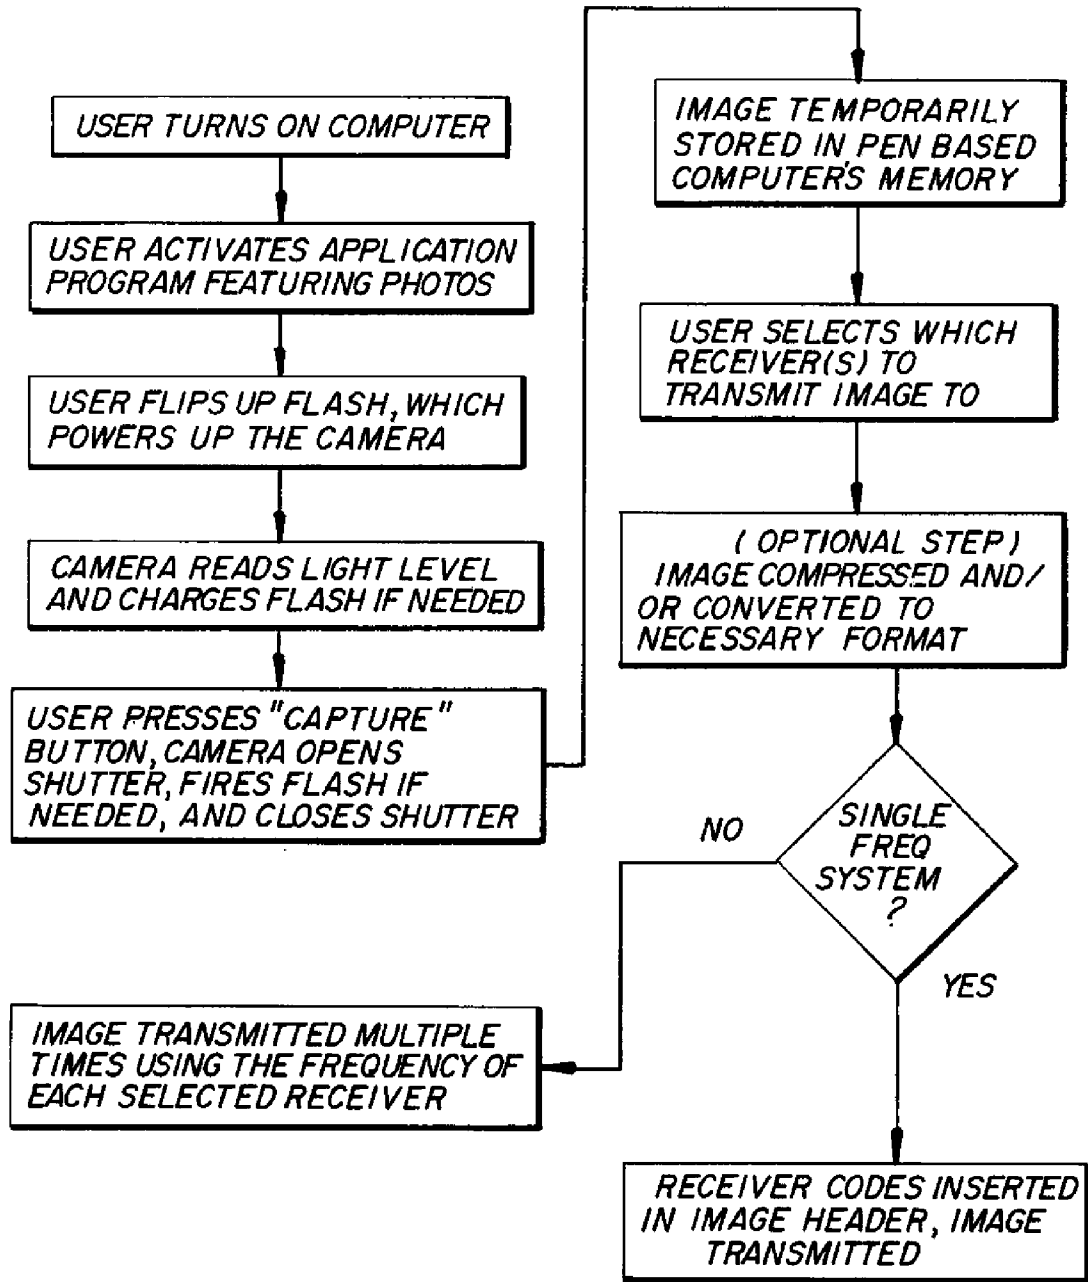 USER TURNS ON COMPUTER
USER ACTIVATES APPLICATION
PROGRAM FEATURING PHOTOS
USER FLIPS UP FLASH, WHICH
POWERS UP THE CAMERA
CAMERA READS LIGHT LEVEL
AND CHARGES FLASH IF NEEDED
USER PRESSES "CAPTURE"
BUTTON, CAMERA OPENS
SHUTTER, FIRES FLASH IF
NEEDED, AND CLOSES SHUTTER
IMAGE TEMPORARILY
STORED IN PEN BASED
COMPUTER'S MEMORY
USER SELECTS WHICH
RECEIVER(S) TO
TRANSMIT IMAGE TO
(OPTIONAL STEP)
IMAGE COMPRESSED AND/
OR CONVERTED TO
NECESSARY FORMAT
SINGLE
FREQ
SYSTEM
?
NO
YES
IMAGE TRANSMITTED MULTIPLE
TIMES USING THE FREQUENCY OF
EACH SELECTED RECEIVER
RECEIVER CODES INSERTED
IN IMAGE HEADER, IMAGE
TRANSMITTED